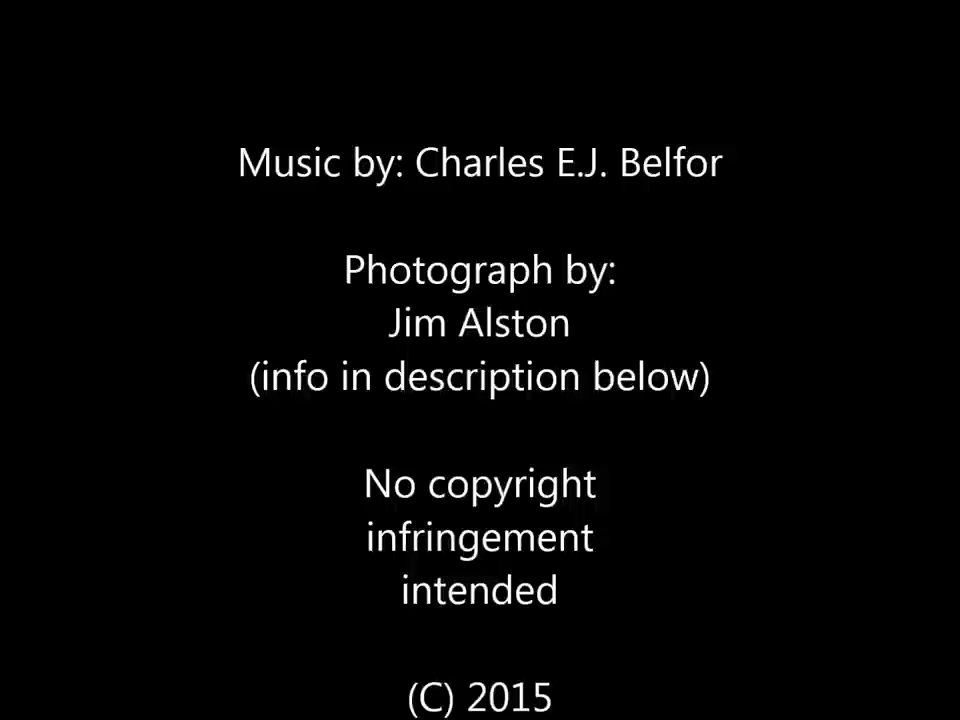 Music by: Charles E.J. Belfor
Photograph by:
Jim Alston
(info in description below)
No copyright
infringement
intended
(C) 2015